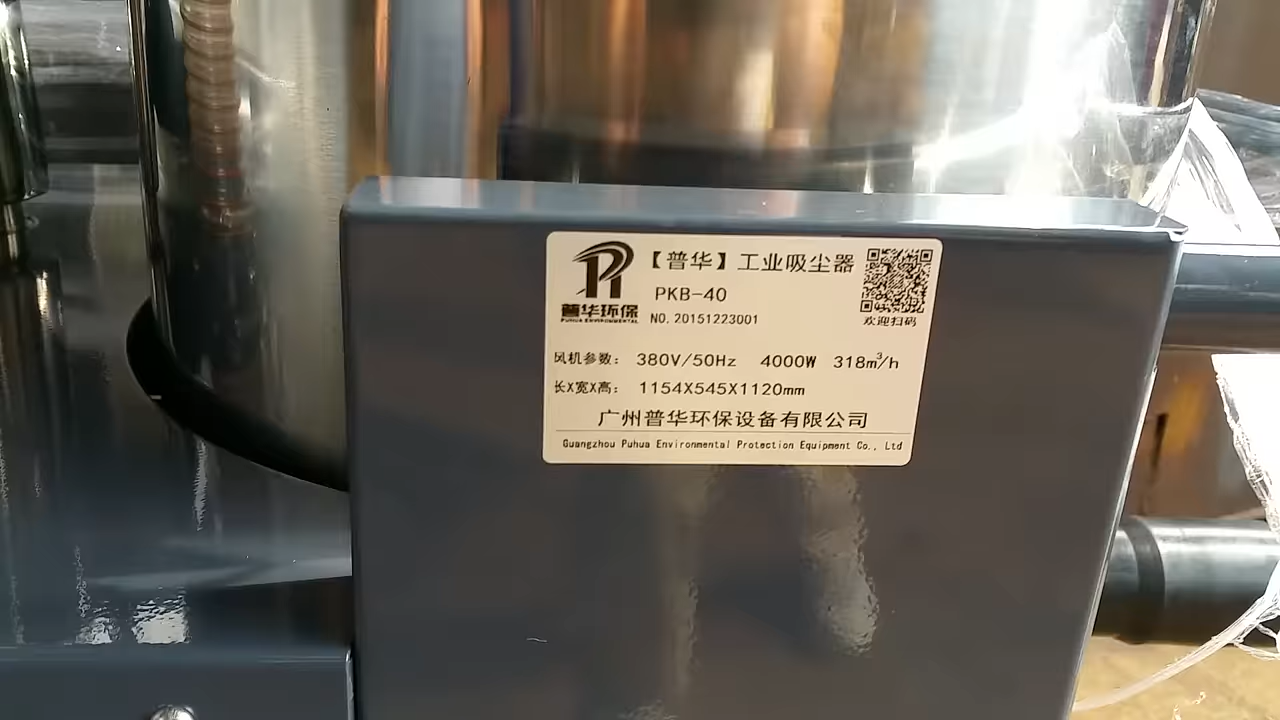 【普华】工业吸尘器
PKB-40
NO. 20151223001
普华环保
PUHUA ENVIRONMENTAL
欢迎扫码
风机参数： 380V/50Hz 4000W 318m³/h
长X宽X高： 1154X545X1120mm
广州普华环保设备有限公司
Guangzhou Puhua Environmental Protection Equipment Co., Ltd